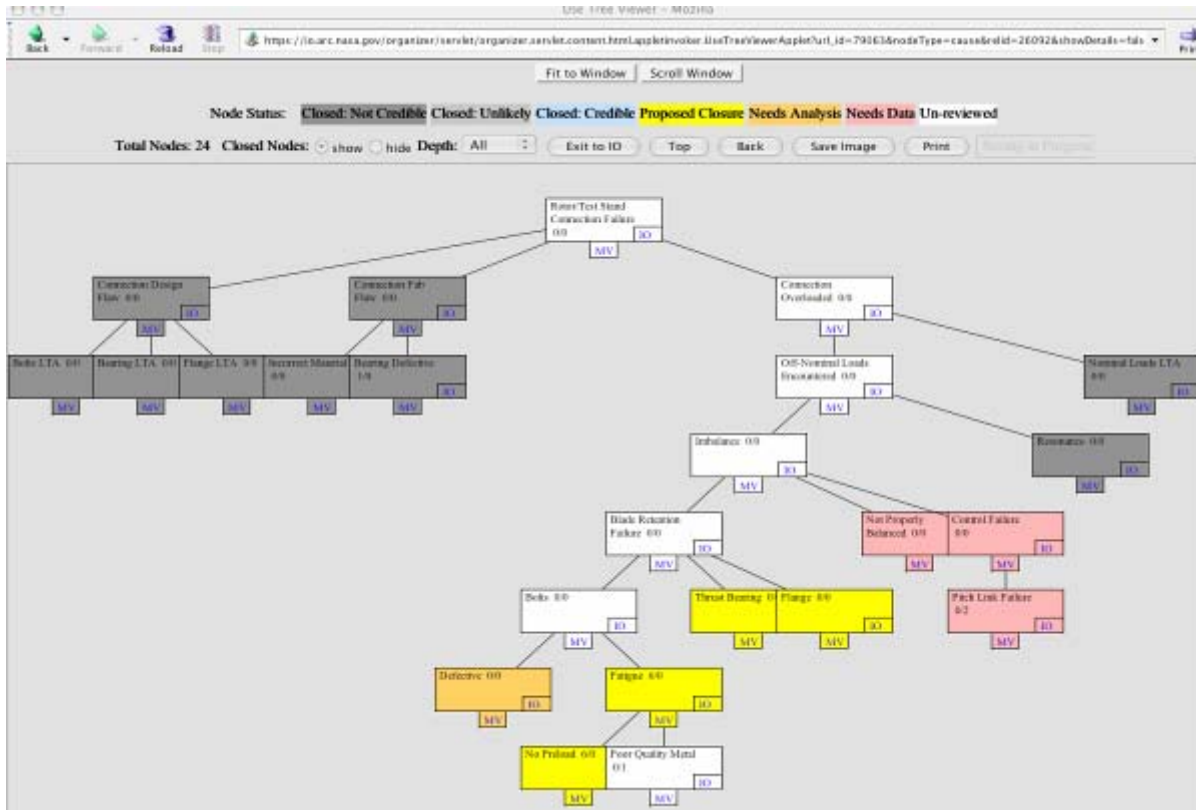 Use Tree Viewer - Mozilla
Back Forward Reload Stop
Print
Fit to Window Scroll Window
Node Status: Closed: Not Credible Closed: Unlikely Closed: Credible Proposed Closure Needs Analysis Needs Data Un-reviewed
Total Nodes: 24 Closed Nodes: show hide Depth: All Exit to IO Top Back Save Image Print
Rotor/Test Stand
Connection Failure
0/0
IO
MV
Connection Design
Flaw 0/0
IO
MV
Connection Fab
Flaw 0/0
IO
MV
Connection
Overloaded 0/0
IO
MV
Bolts LTA 0/0
MV
Bearing LTA 0/0
MV
Flange LTA 0/0
MV
Incorrect Material
0/0
MV
Bearing Defective
1/0
IO
MV
Off-Nominal Loads
Encountered 0/0
IO
MV
Nominal Loads LTA
0/0
IO
MV
Imbalance 0/0
IO
MV
Resonance 0/0
IO
MV
Blade Retention
Failure 0/0
IO
MV
Not Properly
Balanced 0/0
MV
Control Failure
0/0
IO
MV
Bolts 0/0
IO
MV
Thrust Bearing
MV
Flange 0/0
IO
MV
Pitch Link Failure
0/2
IO
MV
Defective 0/0
IO
MV
Fatigue
IO
MV
No Preload
MV
Poor Quality Metal
0/1
IO
MV